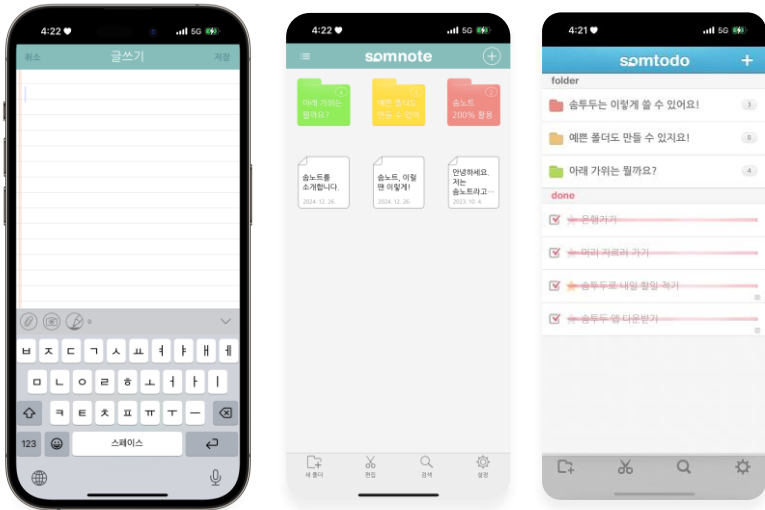 4:22
5G
취소
글쓰기
저장
ㅂ ㅈ ㄷ ㄱ ㅅ ㅛ ㅕ ㅑ ㅐ ㅔ
ㅁ ㄴ ㅇ ㄹ ㅎ ㅗ ㅓ ㅏ ㅣ
ㅋ ㅌ ㅊ ㅍ ㅠ ㅜ ㅡ
123
스페이스
4:22
5G
somnote
4
아래 가위는
뭘까요?
예쁜 폴더도
만들 수 있어
2
솜노트
200% 활용
솜노트를
소개합니다.
2024. 12. 26.
솜노트, 이럴
땐 이렇게!
2024. 12. 26.
안녕하세요.
저는
솜노트라고…
2023. 10. 4.
새 폴더
편집
검색
설정
4:21
5G
somtodo
folder
솜투두는 이렇게 쓸 수 있어요!
3
예쁜 폴더도 만들 수 있지요!
8
아래 가위는 뭘까요?
4
done
은행가기
머리 자르러 가기
솜투두로 내일 할일 적기
솜투두 앱 다운받기